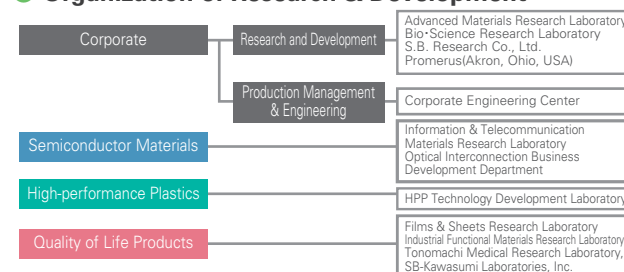 Organization of Research & Development
Corporate
Research and Development
Advanced Materials Research Laboratory
Bio·Science Research Laboratory
S.B. Research Co., Ltd.
Promerus(Akron, Ohio, USA)
Production Management
& Engineering
Corporate Engineering Center
Semiconductor Materials
Information & Telecommunication
Materials Research Laboratory
Optical Interconnection Business
Development Department
High-performance Plastics
HPP Technology Development Laboratory
Quality of Life Products
Films & Sheets Research Laboratory
Industrial Functional Materials Research Laboratory
Tonomachi Medical Research Laboratory,
SB-Kawasumi Laboratories, Inc.